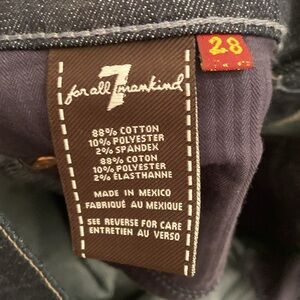 for all 7 mankind
28
88% COTTON
10% POLYESTER
2% SPANDEX
88% COTON
10% POLYESTER
2% ÉLASTHANNE
MADE IN MEXICO
FABRIQUÉ AU MEXIQUE
SEE REVERSE FOR CARE
ENTRETIEN AU VERSO